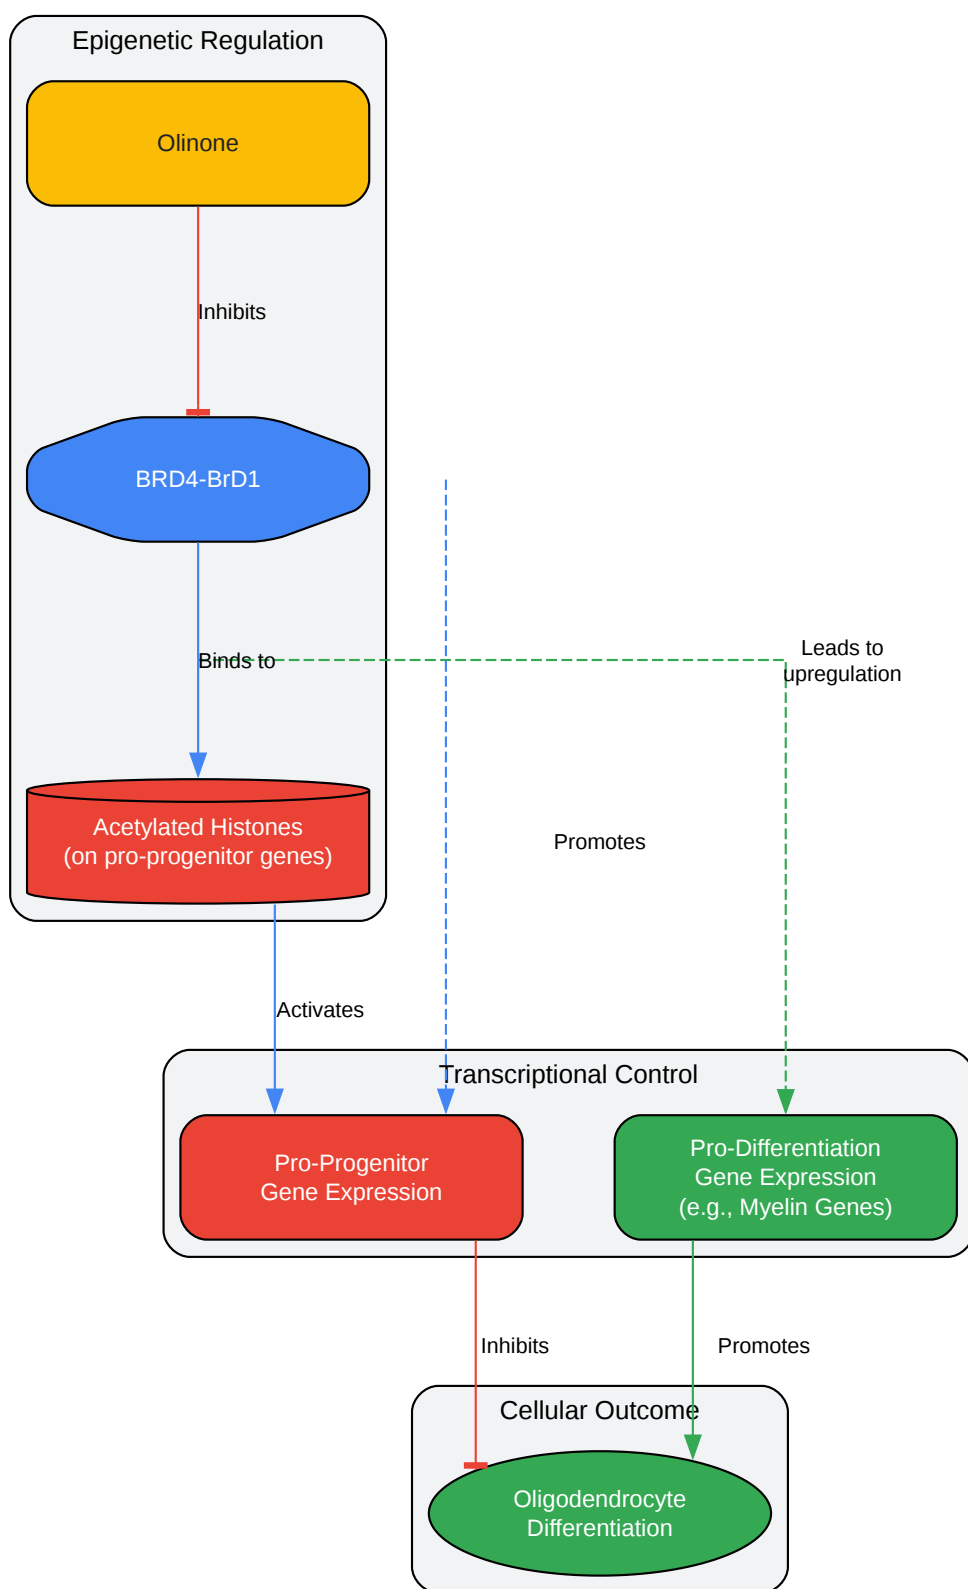 Epigenetic Regulation
Olinone
Inhibits
BRD4-BrD1
Binds to
Leads to
upregulation
Acetylated Histones
(on pro-progenitor genes)
Promotes
Activates
Transcriptional Control
Pro-Progenitor
Gene Expression
Pro-Differentiation
Gene Expression
(e.g., Myelin Genes)
Inhibits
Promotes
Cellular Outcome
Oligodendrocyte
Differentiation